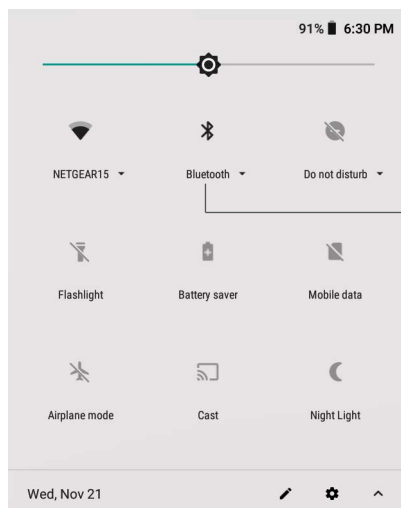 91% 6:30 PM
NETGEAR15 Bluetooth Do not disturb
Flashlight Battery saver Mobile data
Airplane mode Cast Night Light
Wed, Nov 21